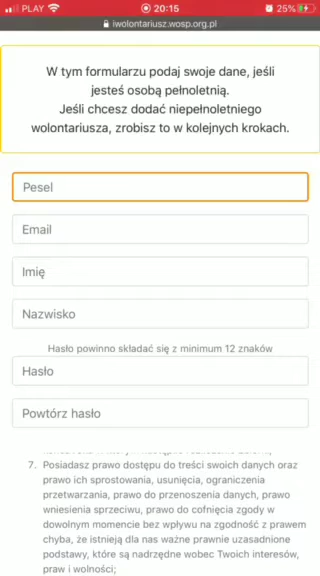 PLAY 20:15 25%
iwolontariusz.wosp.org.pl
W tym formularzu podaj swoje dane, jeśli
jesteś osobą pełnoletnią.
Jeśli chcesz dodać niepełnoletniego
wolontariusza, zrobisz to w kolejnych krokach.
Pesel
Email
Imię
Nazwisko
Hasło powinno składać się z minimum 12 znaków
Hasło
Powtórz hasło
7. Posiadasz prawo dostępu do treści swoich danych oraz
prawo ich sprostowania, usunięcia, ograniczenia
przetwarzania, prawo do przenoszenia danych, prawo
wniesienia sprzeciwu, prawo do cofnięcia zgody w
dowolnym momencie bez wpływu na zgodność z prawem
chyba, że istnieją dla nas ważne prawnie uzasadnione
podstawy, które są nadrzędne wobec Twoich interesów,
praw i wolności;